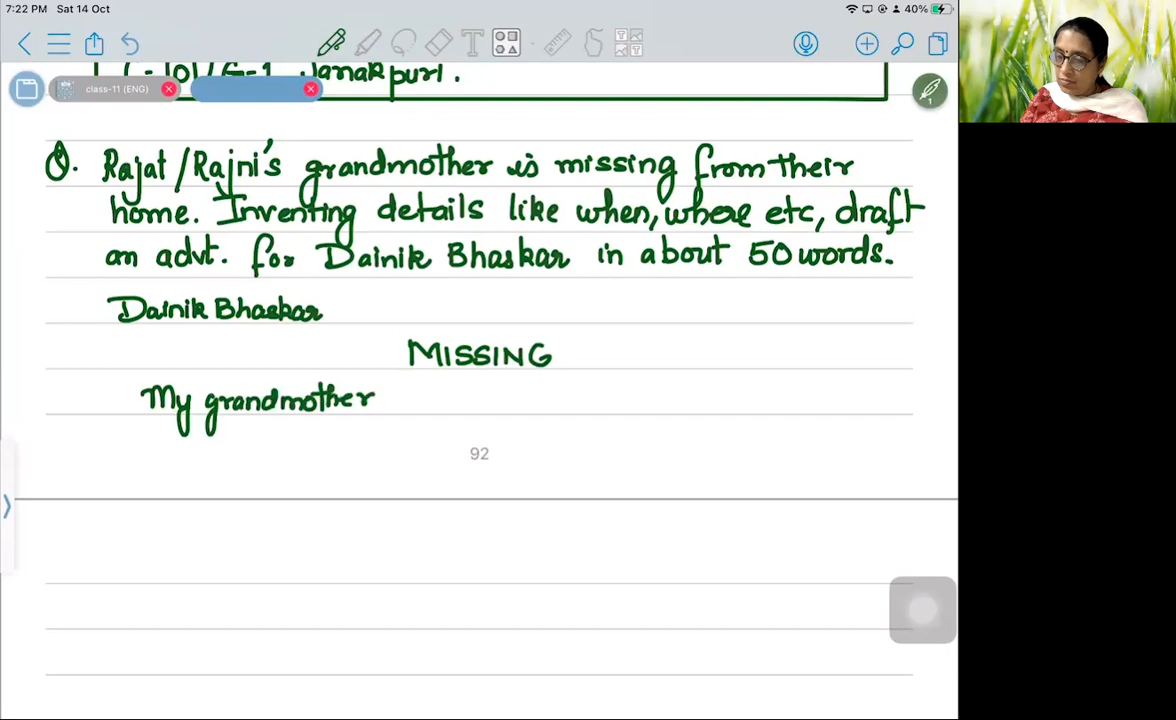 7:22 PM Sat 14 Oct
40%
Janakpuri.
class-11 (ENG)
1
Q. Rajat/Rajni's grandmother is missing from their
home. Inventing details like when, where etc, draft
an advt. for Dainik Bhaskar in about 50 words.
Dainik Bhaskar
MISSING
My grandmother
92